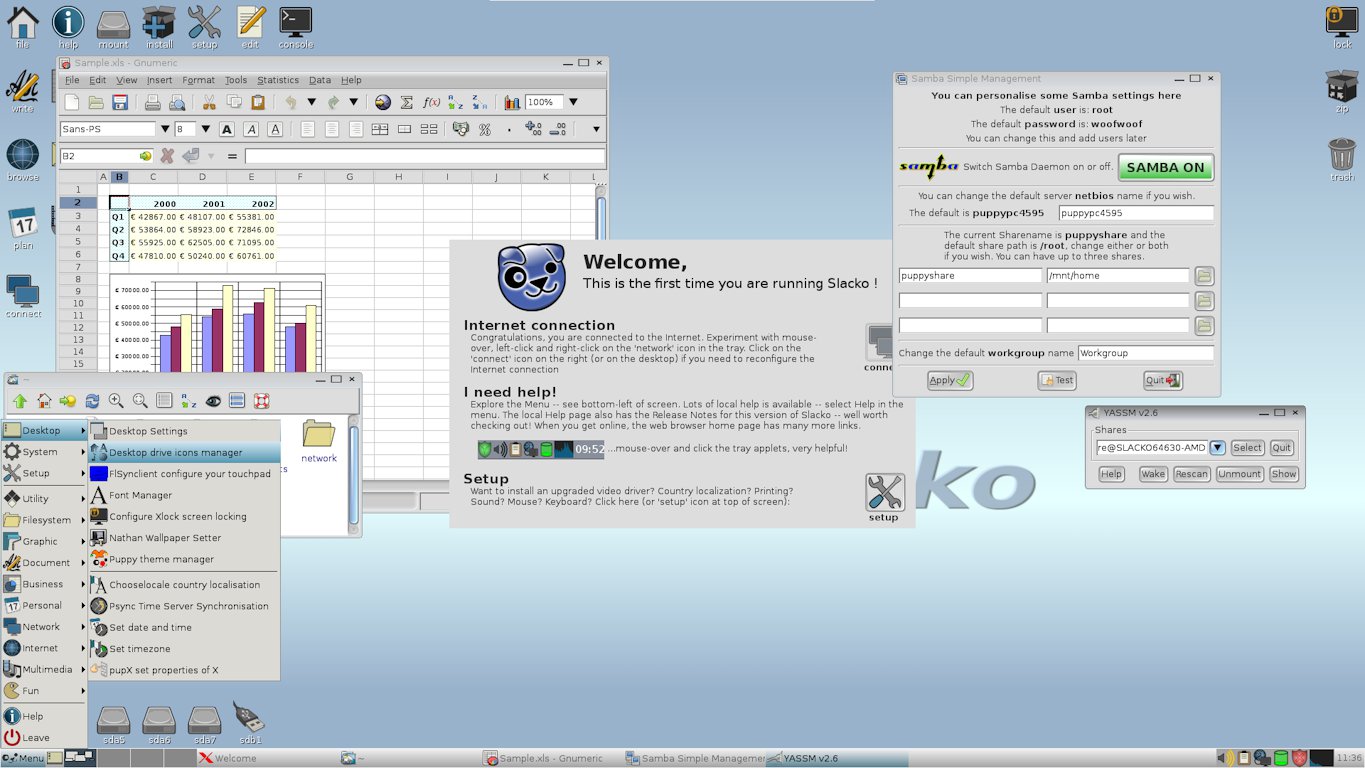 file
help
mount
install
setup
edit
console
lock
write
zip
browse
trash
plan
17
connect
Sample.xls - Gnumeric
File Edit View Insert Format Tools Statistics Data Help
f(x)
100%
Sans-PS 8 A A A
%
B2
=
A B C D E F G H I J K L
1
2 2000 2001 2002
3 Q1 € 42867.00 € 48107.00 € 55381.00
4 Q2 € 53864.00 € 58923.00 € 72846.00
5 Q3 € 55925.00 € 62505.00 € 71095.00
6 Q4 € 47810.00 € 50240.00 € 60761.00
7
8
9
10
11
12
13
14
15
€ 70000.00
€ 60000.00
€ 50000.00
€ 40000.00
€ 30000.00
Samba Simple Management
You can personalise some Samba settings here
The default user is: root
The default password is: woofwoof
You can change this and add users later
samba
Switch Samba Daemon on or off.
SAMBA ON
You can change the default server netbios name if you wish.
The default is puppypc4595
puppypc4595
The current Sharename is puppyshare and the
default share path is /root, change either or both
if you wish. You can have up to three shares.
puppyshare
/mnt/home
Change the default workgroup name
Workgroup
Apply
Test
Quit
Welcome,
This is the first time you are running Slacko !
Internet connection
Congratulations, you are connected to the Internet. Experiment with mouse-
over, left-click and right-click on the 'network' icon in the tray. Click on the
'connect' icon on the right (or on the desktop) if you need to reconfigure the
Internet connection
conne
I need help!
Explore the Menu -- see bottom-left of screen. Lots of local help is available -- select Help in the
menu. The local Help page also has the Release Notes for this version of Slacko -- well worth
checking out! When you get online, the web browser home page has many more links.
09:52
...mouse-over and click the tray applets, very helpful!
Setup
Want to install an upgraded video driver? Country localization? Printing?
Sound? Mouse? Keyboard? Click here (or 'setup' icon at top of screen):
setup
ko
YASSM v2.6
Shares
re@SLACKO64630-AMD
Select
Quit
Help
Wake
Rescan
Unmount
Show
~
network
cs
Desktop
System
Setup
Utility
Filesystem
Graphic
Document
Business
Personal
Network
Internet
Multimedia
Fun
Help
Leave
Desktop Settings
Desktop drive icons manager
FlSynclient configure your touchpad
Font Manager
Configure Xlock screen locking
Nathan Wallpaper Setter
Puppy theme manager
Chooselocale country localisation
Psync Time Server Synchronisation
Set date and time
Set timezone
pupX set properties of X
sda5
sda6
sda7
sdb1
Menu
Welcome
~
Sample.xls - Gnumeric
Samba Simple Managemen
YASSM v2.6
11:36